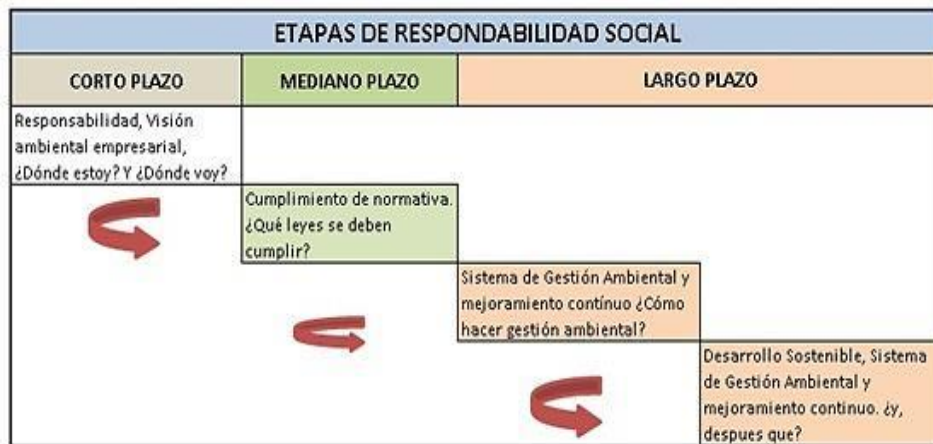 ETAPAS DE RESPONDABILIDAD SOCIAL
CORTO PLAZO
MEDIANO PLAZO
LARGO PLAZO
Responsabilidad, Visión
ambiental empresarial,
¿Dónde estoy? Y ¿Dónde voy?
Cumplimiento de normativa.
¿Qué leyes se deben
cumplir?
Sistema de Gestión Ambiental y
mejoramiento contínuo ¿Cómo
hacer gestión ambiental?
Desarrollo Sostenible, Sistema
de Gestión Ambiental y
mejoramiento continuo. ¿y,
despues que?